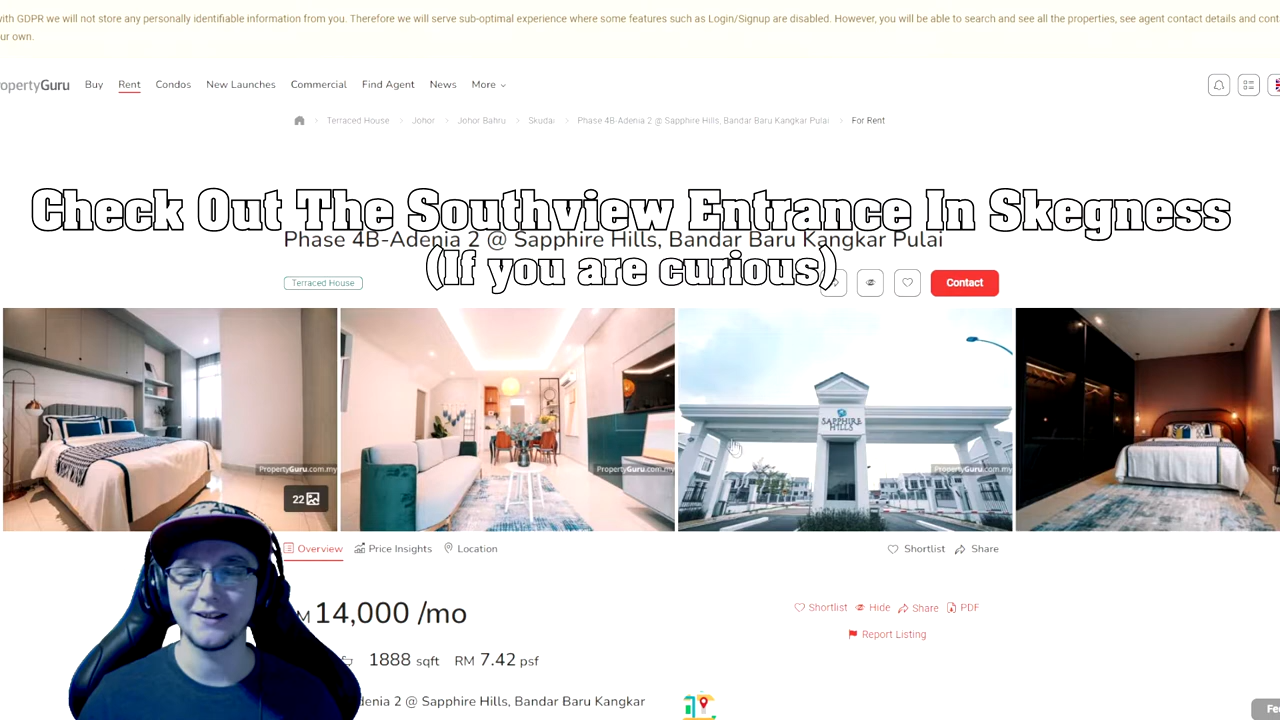 with GDPR we will not store any personally identifiable information from you. Therefore we will serve sub-optimal experience where some features such as Login/Signup are disabled. However, you will be able to search and see all the properties, see agent contact details and cont
ur own.
opertyGuru Buy Rent Condos New Launches Commercial Find Agent News More
Terraced House > Johor > Johor Bahru > Skudai > Phase 4B-Adenia 2 @ Sapphire Hills, Bandar Baru Kangkar Pulai > For Rent
Check Out The Southview Entrance In Skegness
Phase 4B-Adenia 2 @ Sapphire Hills, Bandar Baru Kangkar Pulai
(If you are curious)
Terraced House
Contact
SAPPHIRE
HILLS
PropertyGuru.com.my
PropertyGuru.com.my
PropertyGuru.com.my
22
Overview Price Insights Location Shortlist Share
M 14,000 /mo
Shortlist Hide Share PDF
Report Listing
1888 sqft RM 7.42 psf
denia 2 @ Sapphire Hills, Bandar Baru Kangkar
Fe